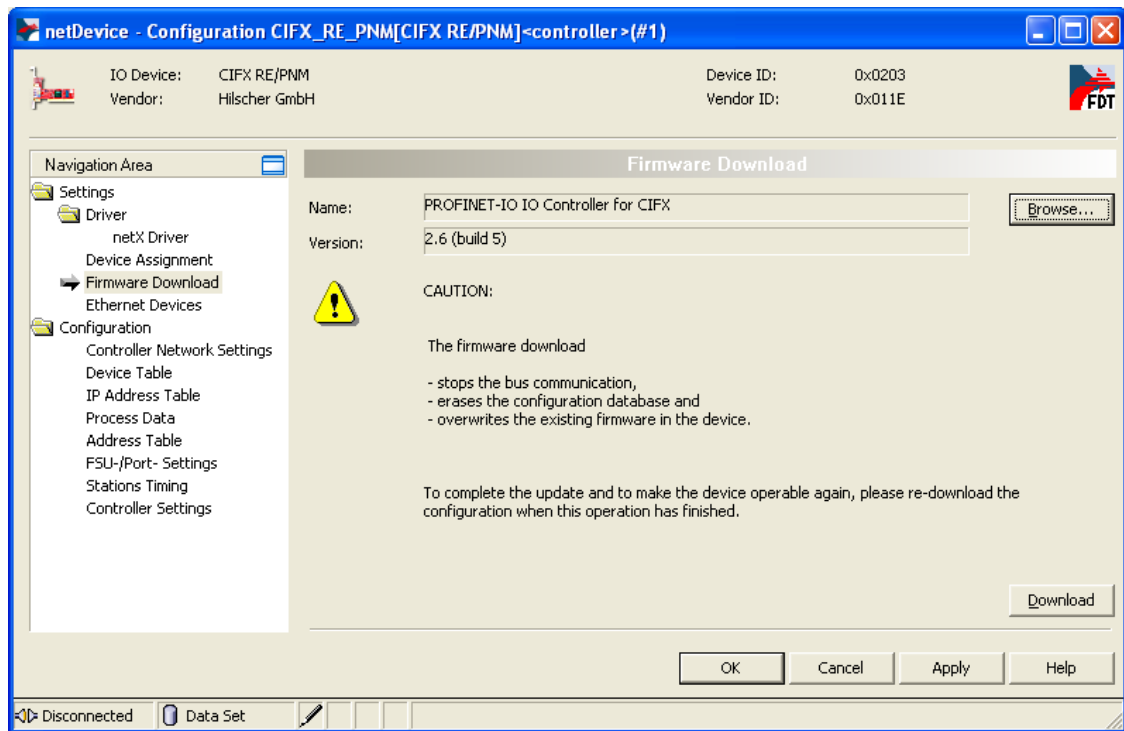 netDevice - Configuration CIFX_RE_PNM[CIFX RE/PNM]<controller>(#1)
IO Device: CIFX RE/PNM Device ID: 0x0203
Vendor: Hilscher GmbH Vendor ID: 0x011E
FDT
Navigation Area
Settings
Driver
netX Driver
Device Assignment
Firmware Download
Ethernet Devices
Configuration
Controller Network Settings
Device Table
IP Address Table
Process Data
Address Table
FSU-/Port- Settings
Stations Timing
Controller Settings
Firmware Download
Name: PROFINET-IO IO Controller for CIFX Browse...
Version: 2.6 (build 5)
CAUTION:
The firmware download
- stops the bus communication,
- erases the configuration database and
- overwrites the existing firmware in the device.
To complete the update and to make the device operable again, please re-download the
configuration when this operation has finished.
Download
OK Cancel Apply Help
Disconnected Data Set